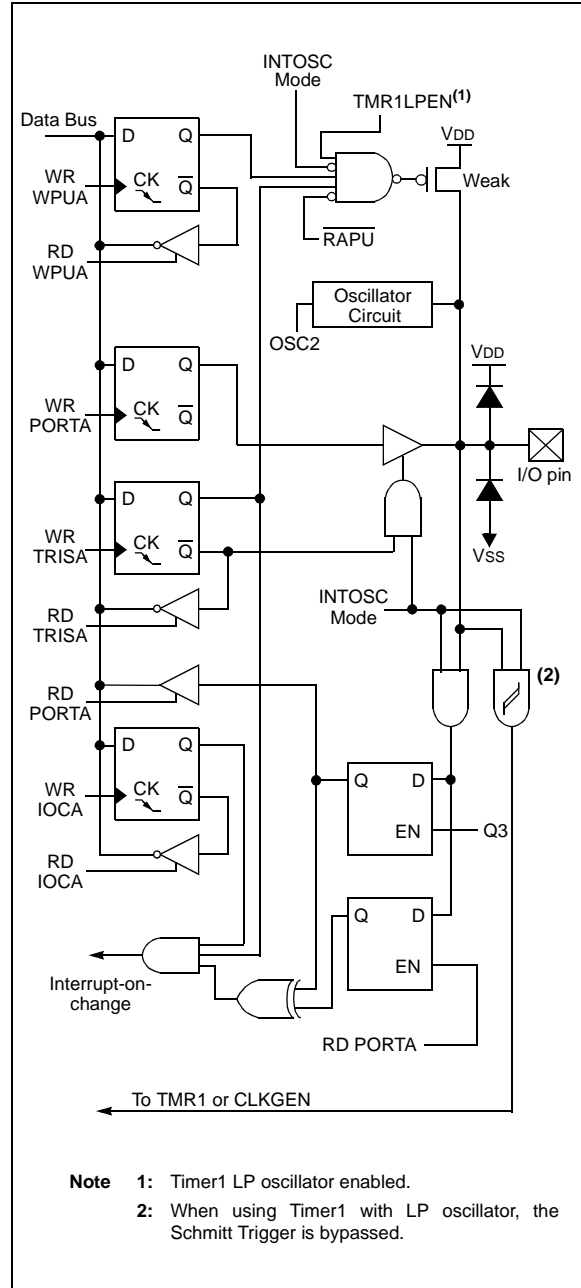 INTOSC
Mode
TMR1LPEN(1)
Data Bus
VDD
D Q
WR
WPUA
CK Q
Weak
RD
WPUA
RAPU
Oscillator
Circuit
OSC2
VDD
D Q
WR
PORTA
CK Q
I/O pin
D Q
WR
TRISA
CK Q
VSS
RD
TRISA
INTOSC
Mode
RD
PORTA
(2)
D Q
WR
IOCA
CK Q
Q D
EN
Q3
RD
IOCA
Q D
EN
Interrupt-on-
change
RD PORTA
To TMR1 or CLKGEN
Note 1: Timer1 LP oscillator enabled.
2: When using Timer1 with LP oscillator, the
Schmitt Trigger is bypassed.